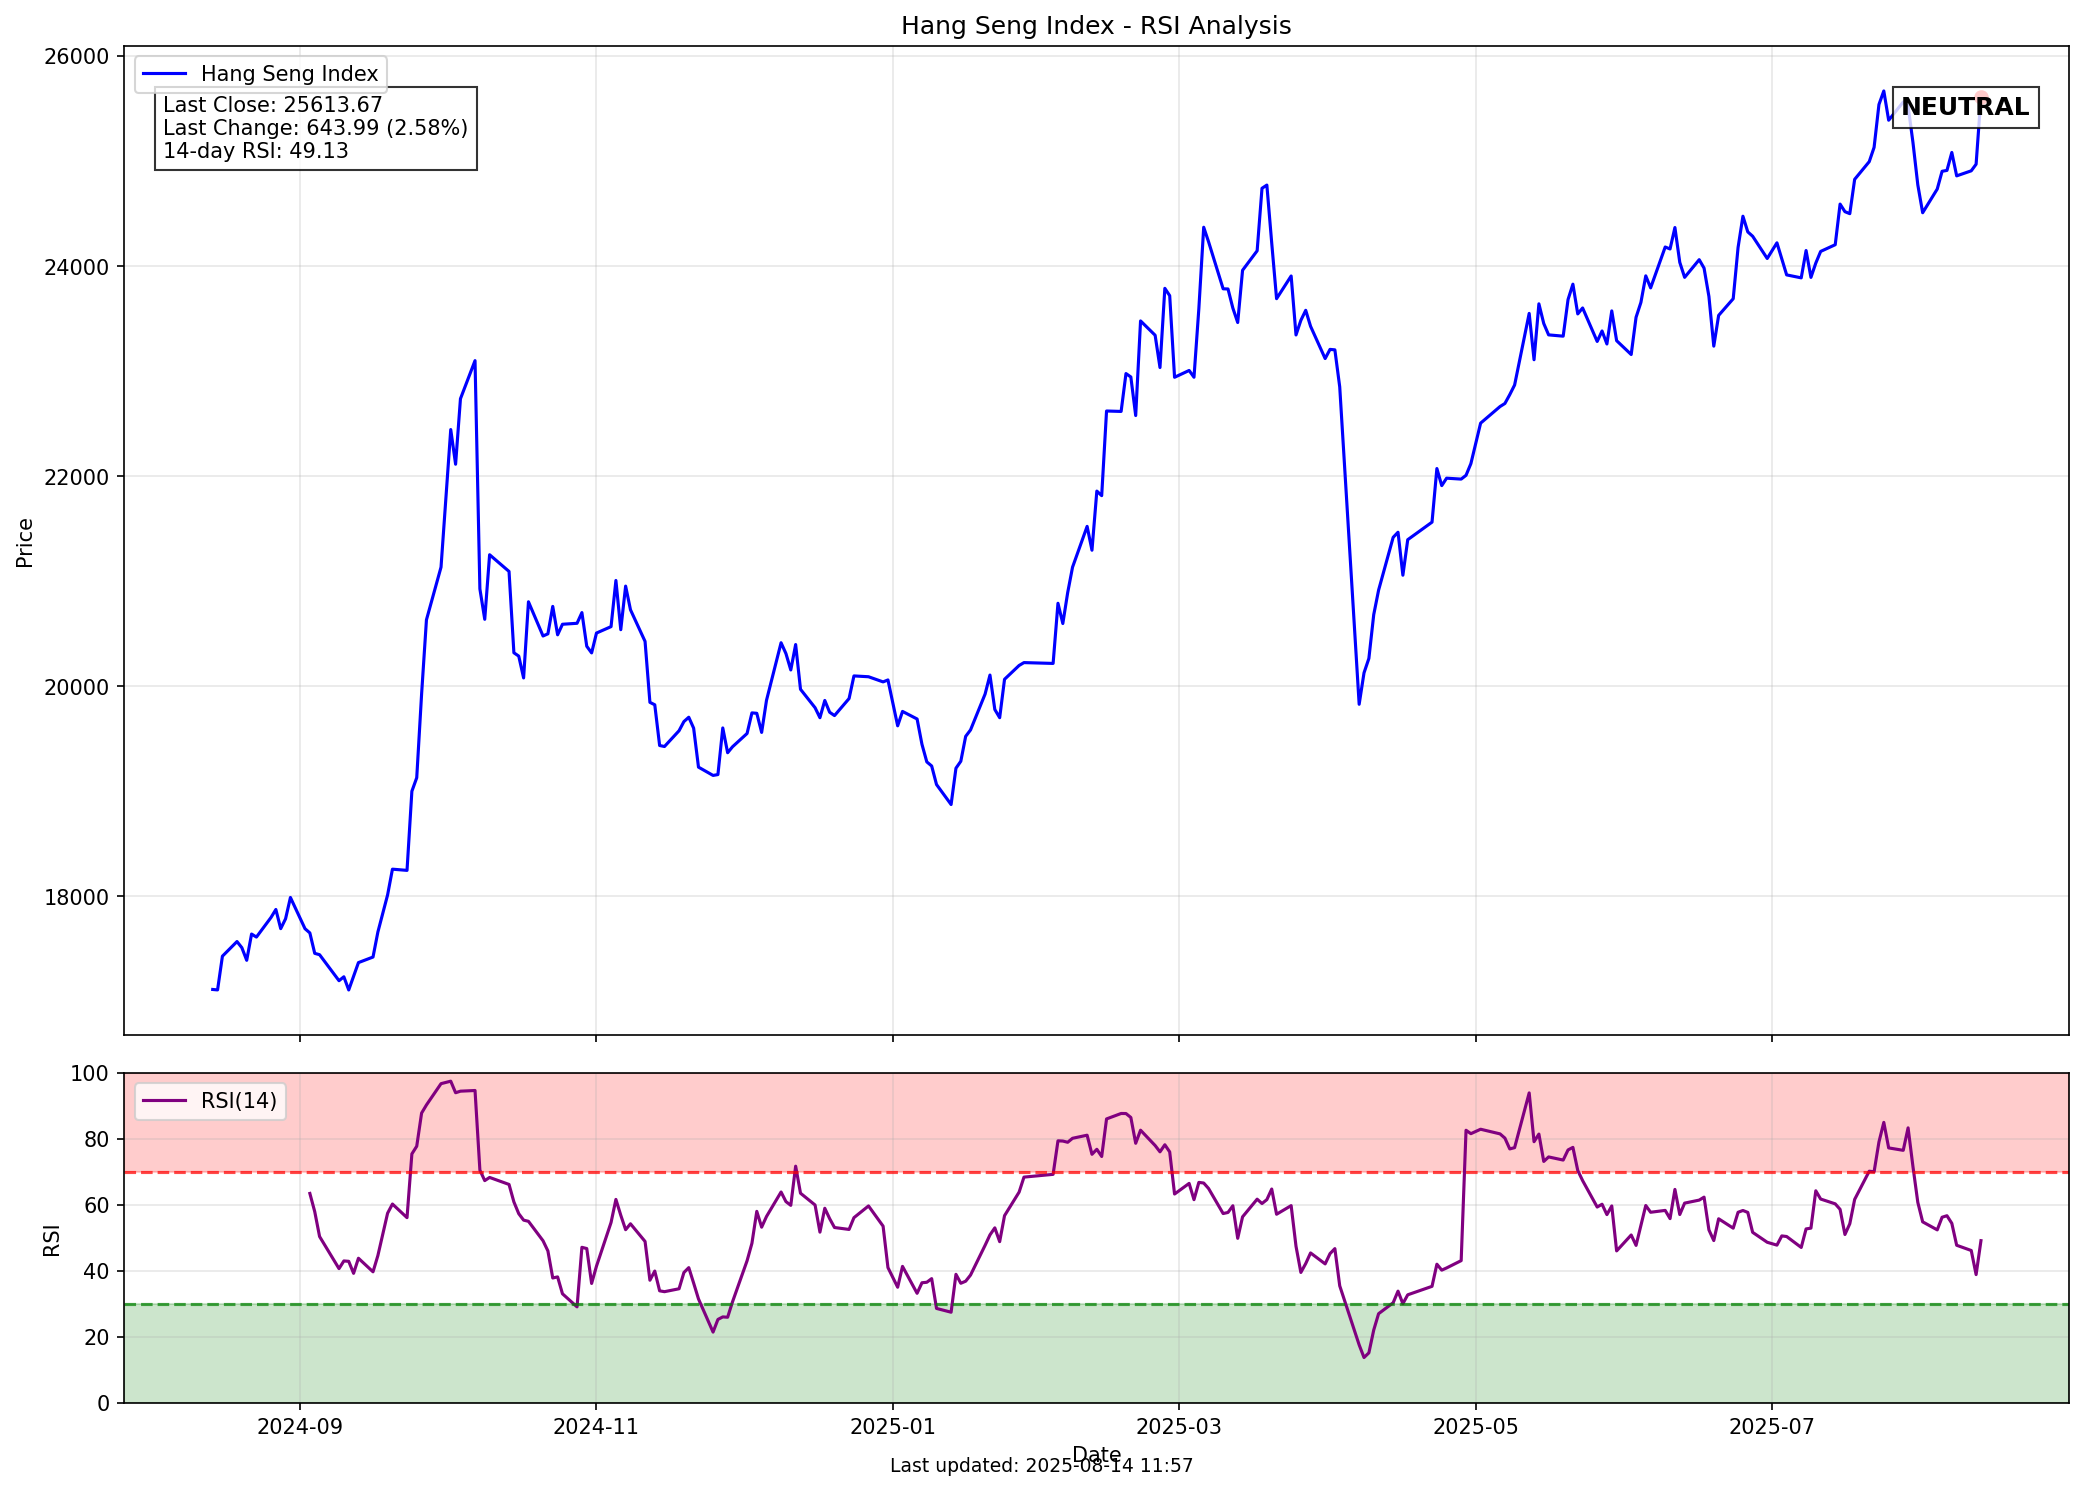 Hang Seng Index - RSI Analysis
26000
24000
22000
20000
18000
Price
Hang Seng Index
Last Close: 25613.67
Last Change: 643.99 (2.58%)
14-day RSI: 49.13
NEUTRAL
100
80
60
40
20
0
RSI
RSI(14)
2024-09
2024-11
2025-01
2025-03
2025-05
2025-07
Date
Last updated: 2025-08-14 11:57